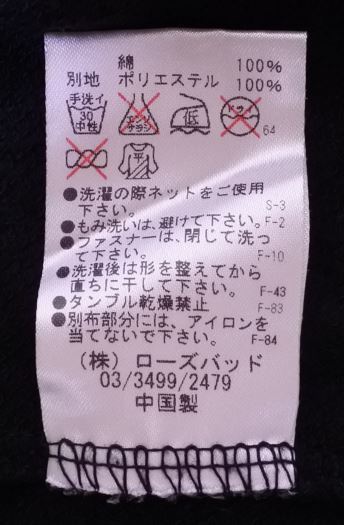 綿 100%
別地 ポリエステル 100%
手洗イ 30 中性
エンソ サラシ
低
ドライ
64
平
●洗濯の際ネットをご使用
下さい。 S-3
●もみ洗いは、避けて下さい。F-2
●ファスナーは、閉じて洗っ
て下さい。 F-10
●洗濯後は形を整えてから
直ちに干して下さい。 F-43
●タンブル乾燥禁止 F-83
●別布部分には、アイロンを
当てないで下さい。 F-84
(株) ローズバッド
03/3499/2479
中国製